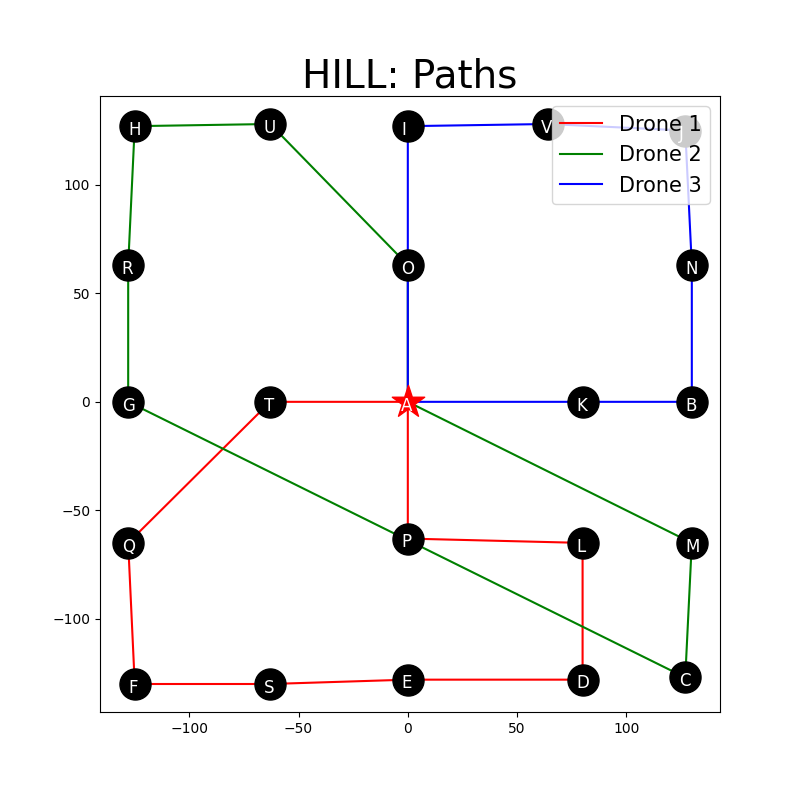 HILL: Paths
H U I V J
Drone 1
Drone 2
Drone 3
100
R O N
50
0
G T A K B
−50
Q P L M
−100
F S E D C
−100 −50 0 50 100